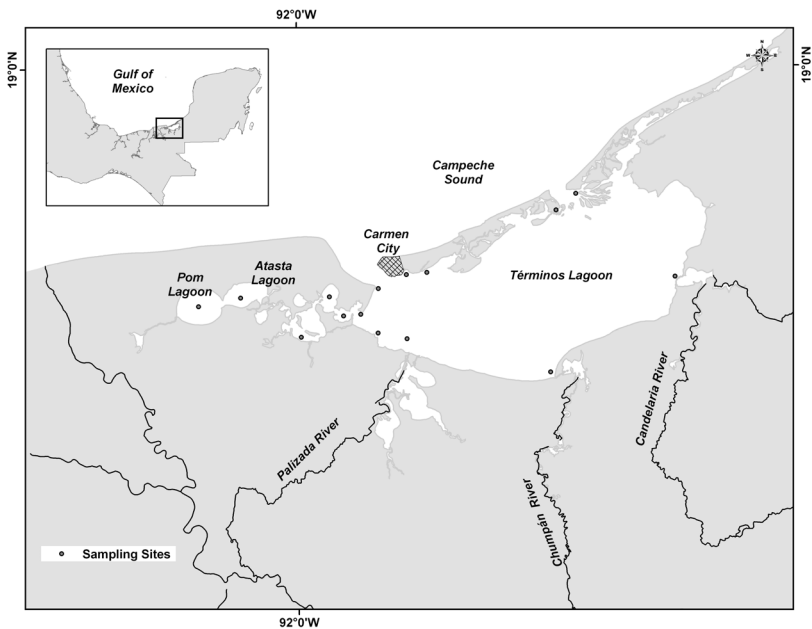 92°0'W
19°0'N
19°0'N
N
W
E
S
Gulf of
Mexico
Campeche
Sound
Carmen
City
Pom
Lagoon
Atasta
Lagoon
Términos Lagoon
Palizada River
Chumpán River
Candelaria River
Sampling Sites
92°0'W